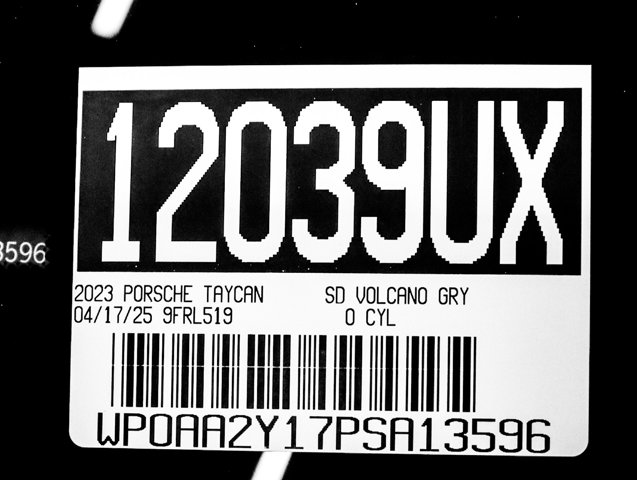 12039UX
3596
2023 PORSCHE TAYCAN SD VOLCANO GRY
04/17/25 9FRL519 0 CYL
WP0AA2Y17PSA13596